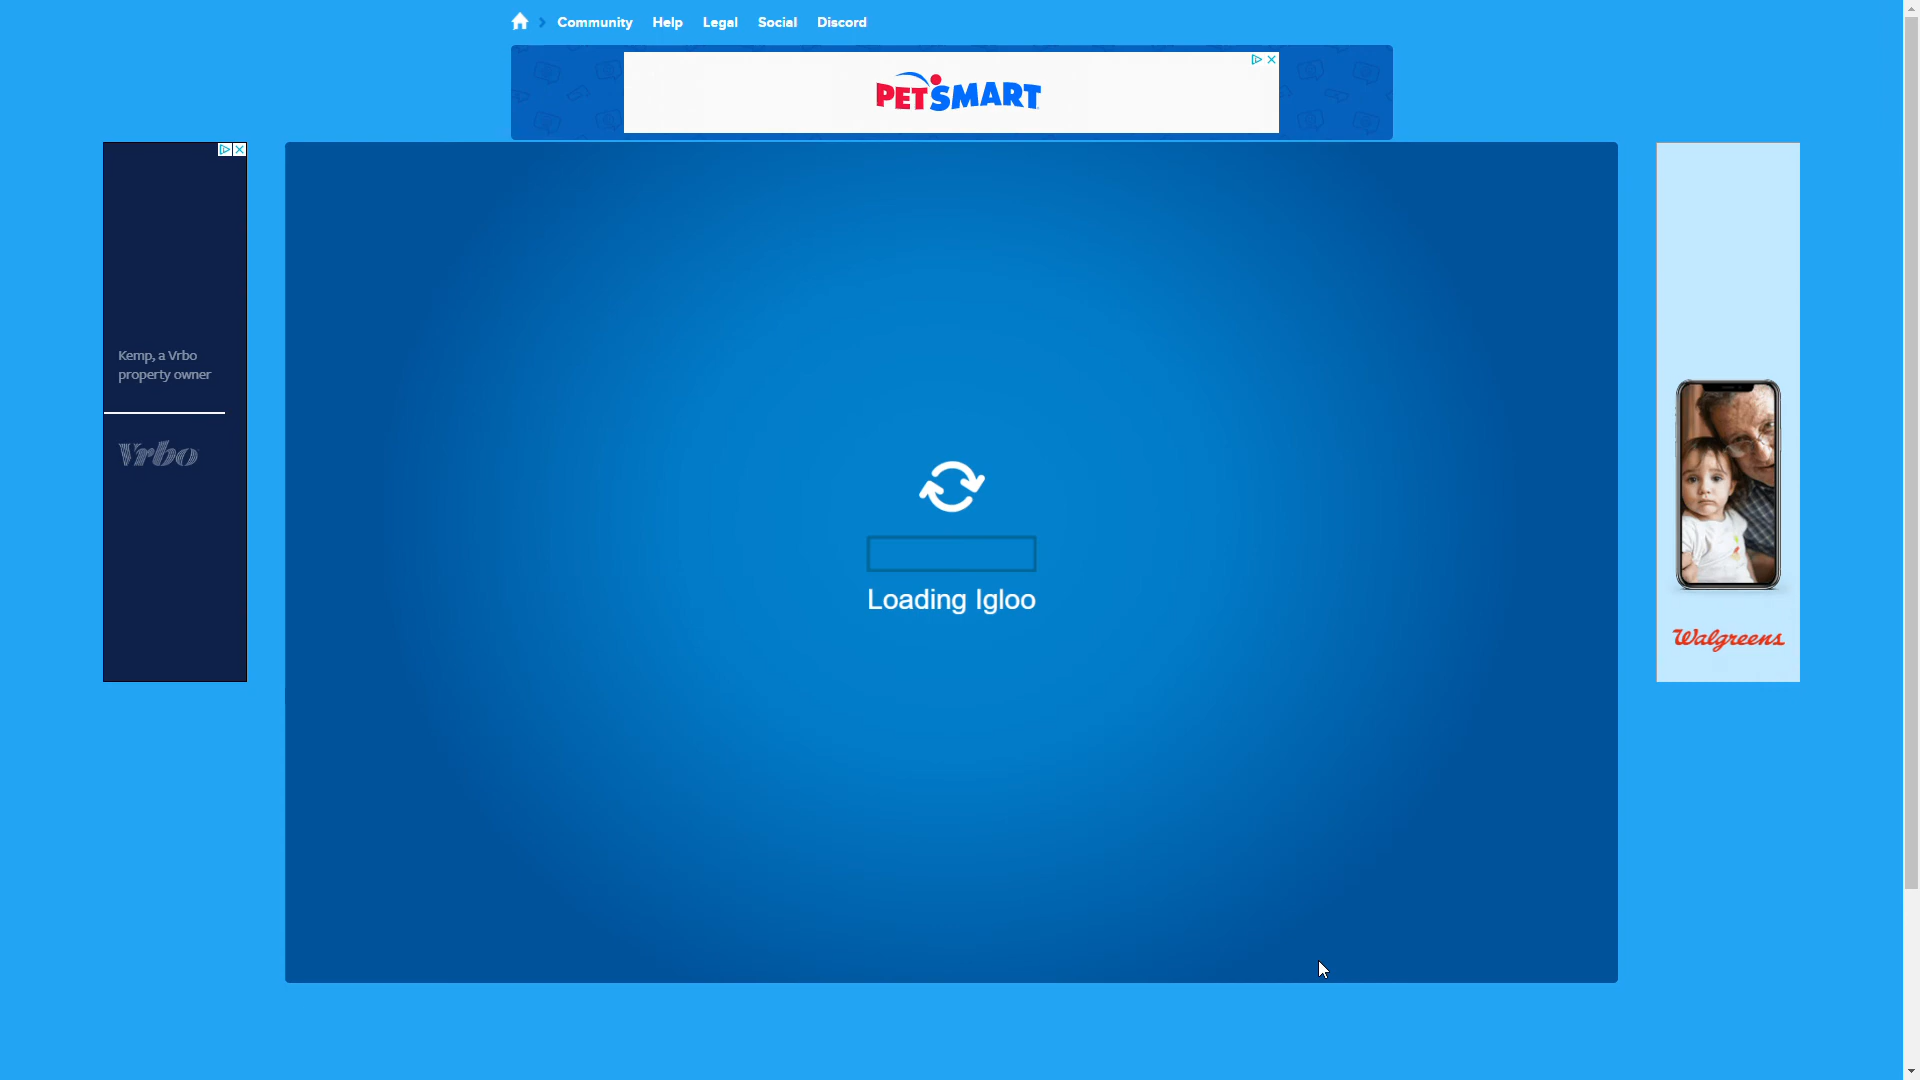 Community Help Legal Social Discord
PETSMART
Kemp, a Vrbo
property owner
Vrbo
Loading Igloo
Walgreens